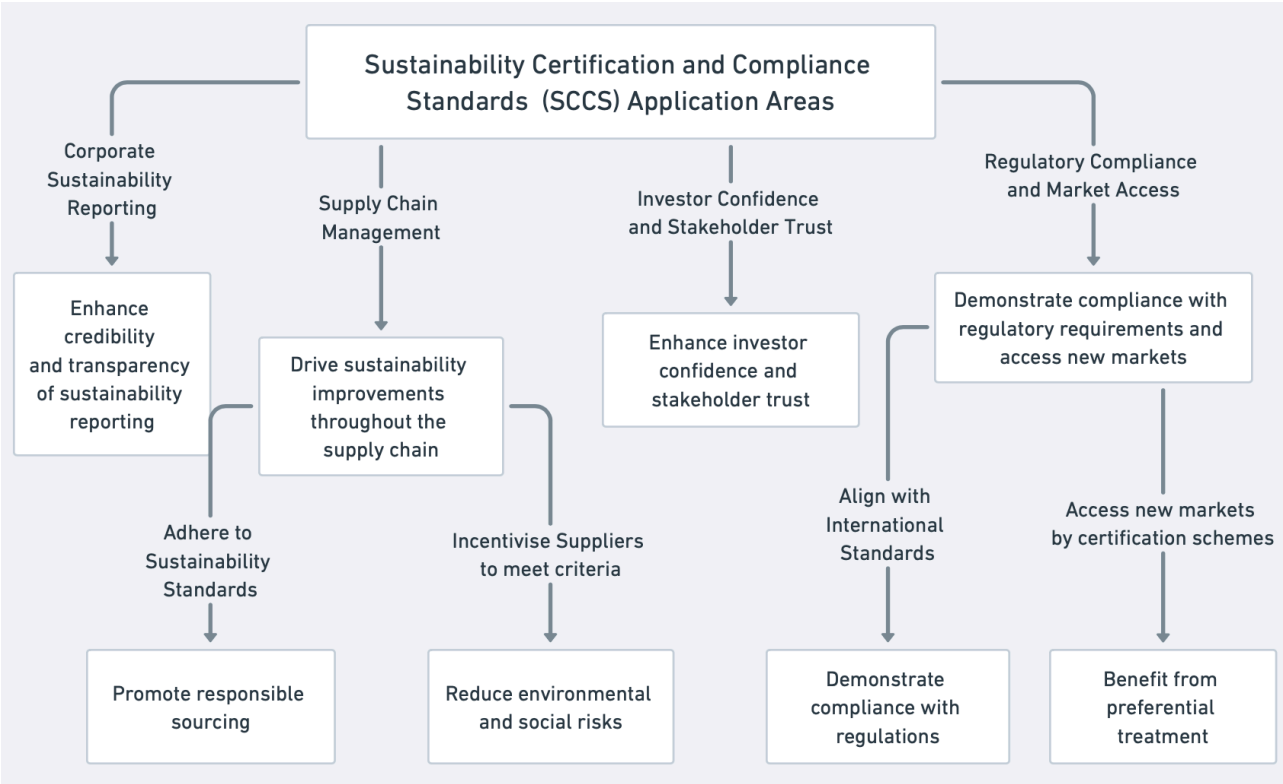 Sustainability Certification and Compliance
Standards (SCCS) Application Areas
Corporate
Sustainability
Reporting
Supply Chain
Management
Investor Confidence
and Stakeholder Trust
Regulatory Compliance
and Market Access
Enhance
credibility
and transparency
of sustainability
reporting
Drive sustainability
improvements
throughout the
supply chain
Enhance investor
confidence and
stakeholder trust
Demonstrate compliance with
regulatory requirements and
access new markets
Adhere to
Sustainability
Standards
Incentivise Suppliers
to meet criteria
Align with
International
Standards
Access new markets
by certification schemes
Promote responsible
sourcing
Reduce environmental
and social risks
Demonstrate
compliance with
regulations
Benefit from
preferential
treatment